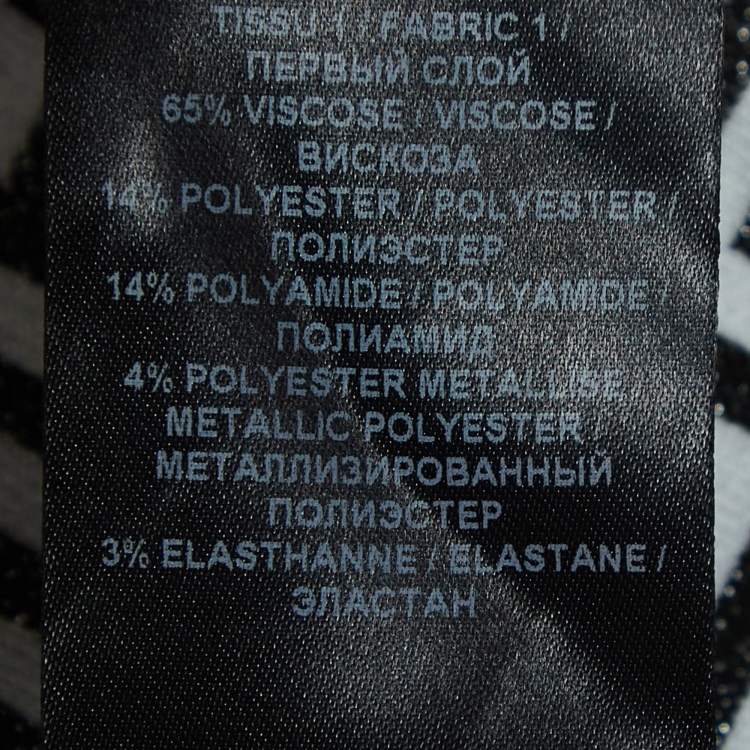 TISSU 1 / FABRIC 1 /
ПЕРВЫЙ СЛОЙ
65% VISCOSE / VISCOSE /
ВИСКОЗА
14% POLYESTER / POLYESTER /
ПОЛИЭСТЕР
14% POLYAMIDE / POLYAMIDE /
ПОЛИАМИД
4% POLYESTER METALLISE /
METALLIC POLYESTER
МЕТАЛЛИЗИРОВАННЫЙ
ПОЛИЭСТЕР
3% ELASTHANNE / ELASTANE /
ЭЛАСТАН